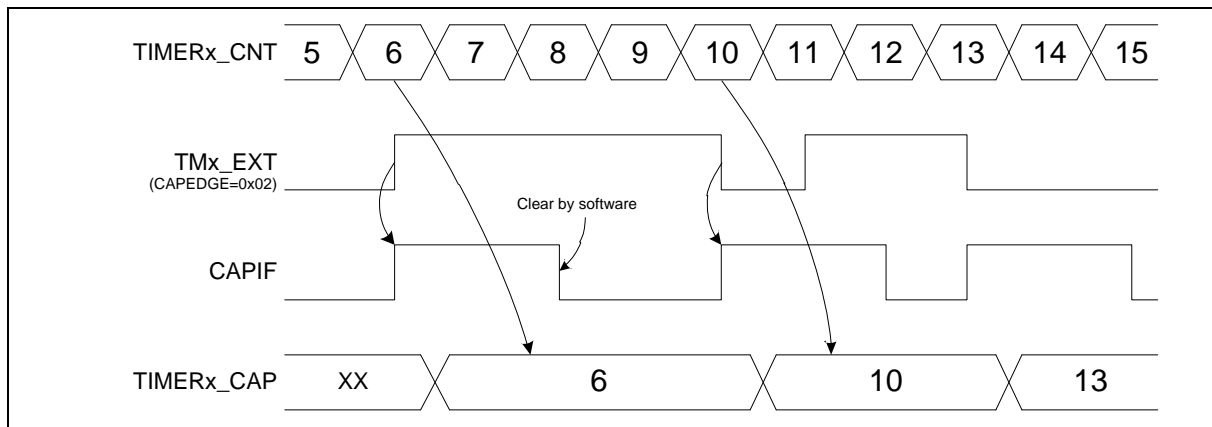 TIMERx_CNT 5 6 7 8 9 10 11 12 13 14 15
TMx_EXT
(CAPEDGE=0x02)
Clear by software
CAPIF
TIMERx_CAP XX 6 10 13